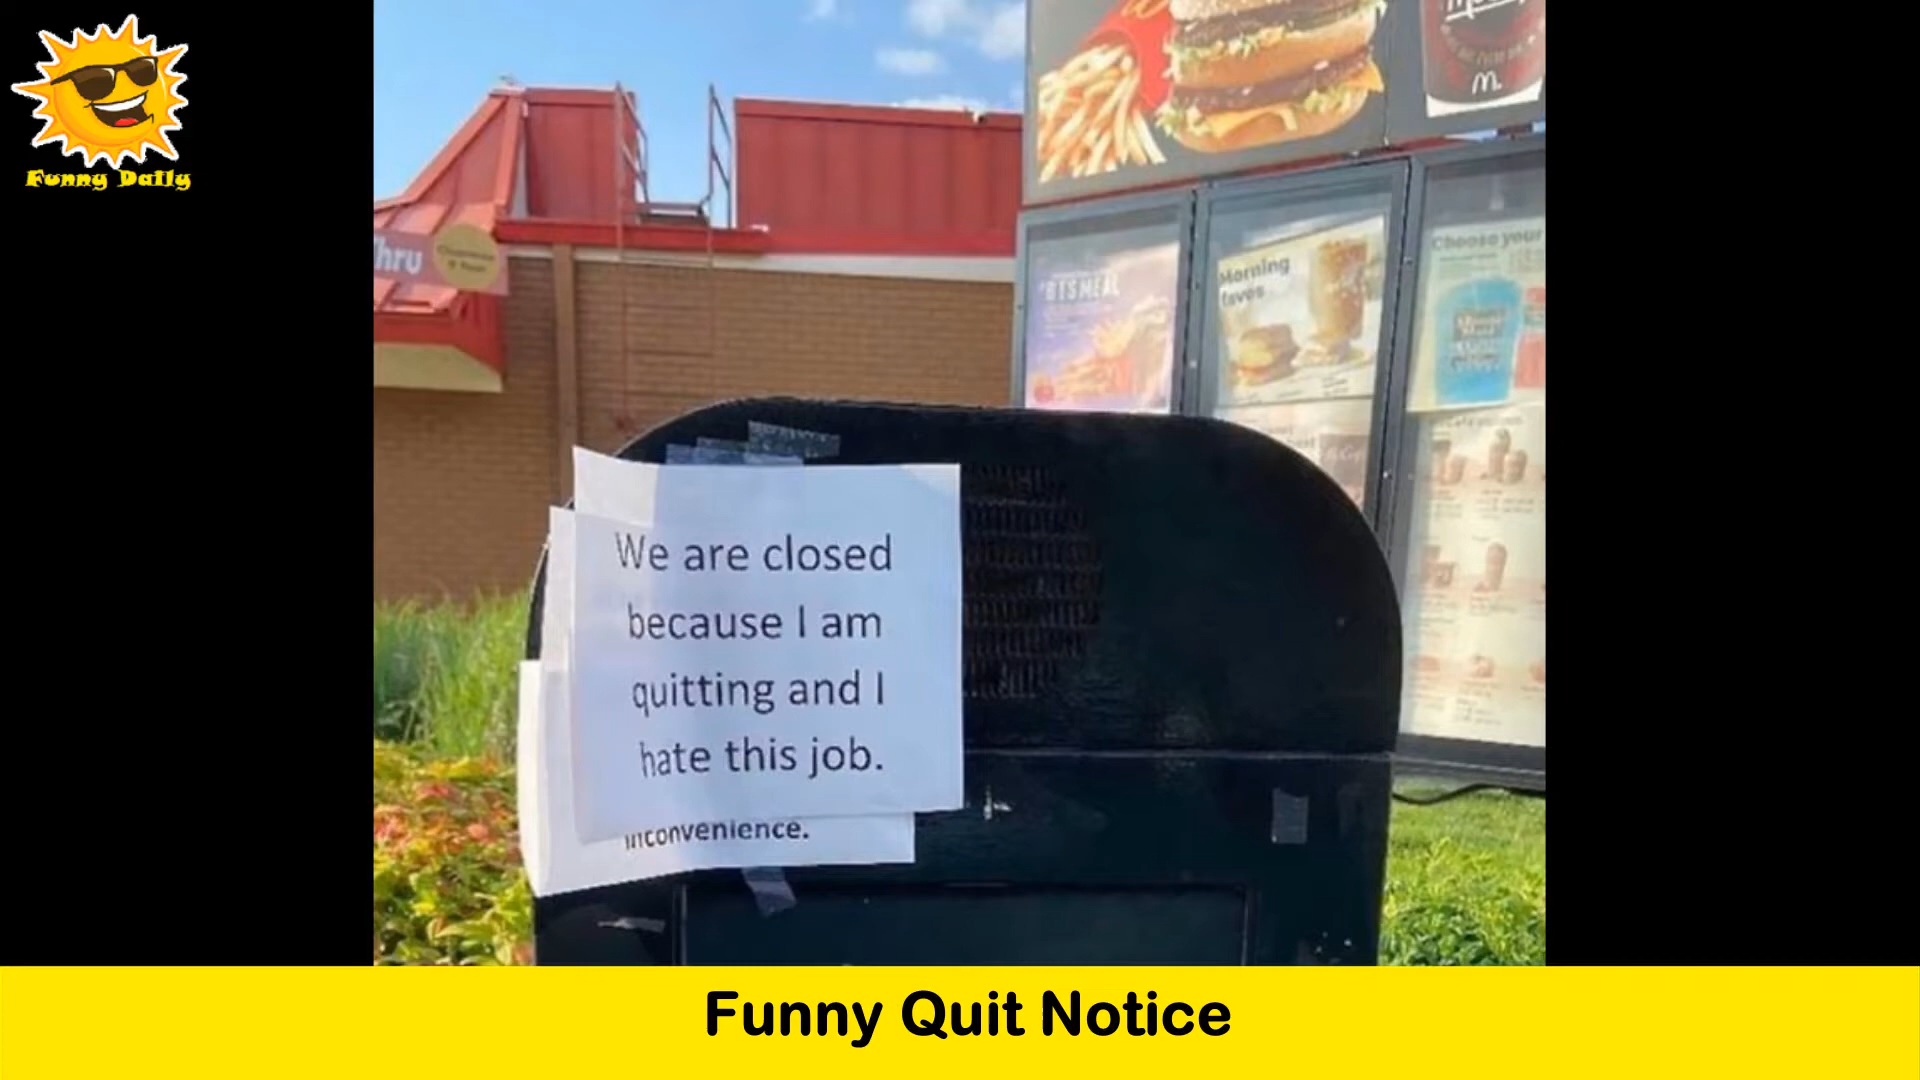 Funny Daily
Thru
BTS MEAL
Morning
faves
Choose your
We are closed
because I am
quitting and I
hate this job.
inconvenience.
Funny Quit Notice